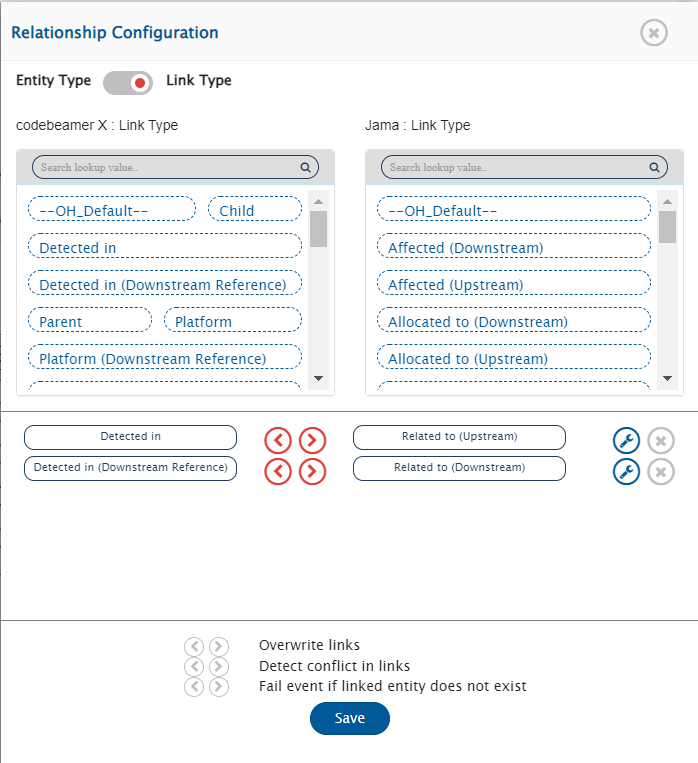 Relationship Configuration
Entity Type Link Type
codebeamer X : Link Type
Search lookup value..
--OH_Default-- Child
Detected in
Detected in (Downstream Reference)
Parent Platform
Platform (Downstream Reference)
Jama : Link Type
Search lookup value..
--OH_Default--
Affected (Downstream)
Affected (Upstream)
Allocated to (Downstream)
Allocated to (Upstream)
Detected in Related to (Upstream)
Detected in (Downstream Reference) Related to (Downstream)
Overwrite links
Detect conflict in links
Fail event if linked entity does not exist
Save